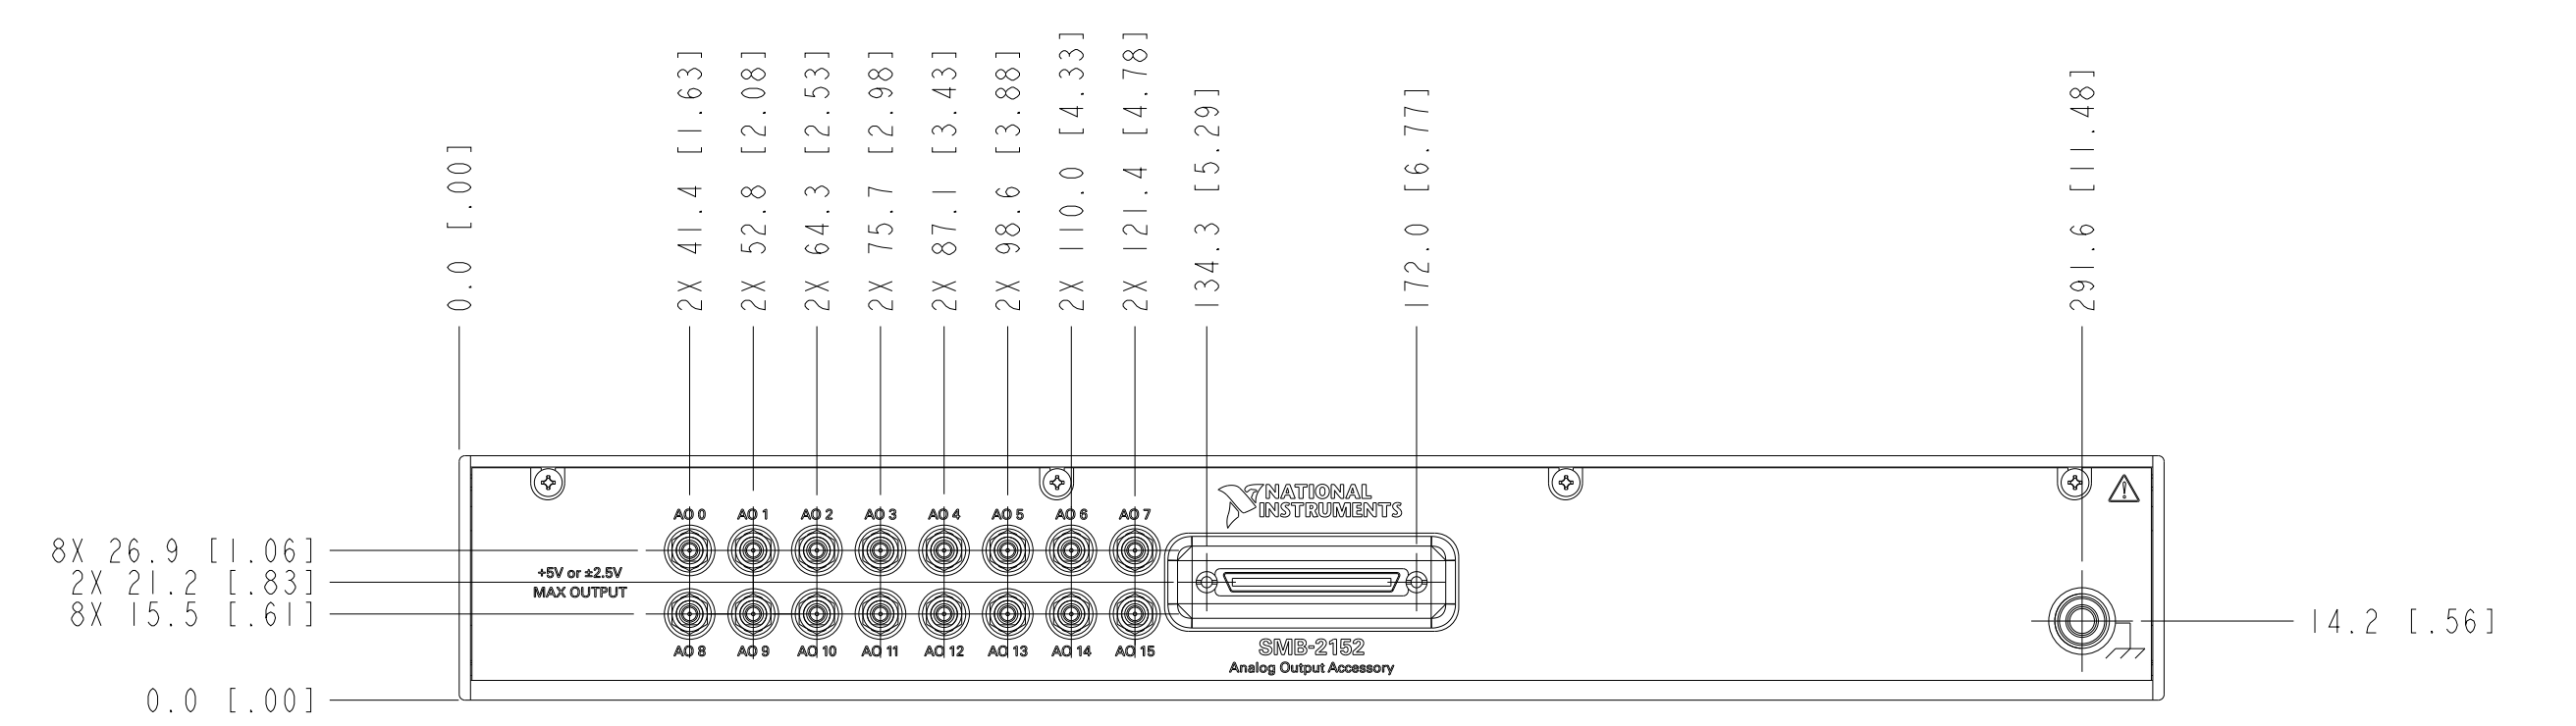 0.0 [.00]
2X 41.4 [1.63]
2X 52.8 [2.08]
2X 64.3 [2.53]
2X 75.7 [2.98]
2X 87.1 [3.43]
2X 98.6 [3.88]
2X 110.0 [4.33]
2X 121.4 [4.78]
134.3 [5.29]
172.0 [6.77]
291.6 [11.48]
NATIONAL
INSTRUMENTS
AO 0 AO 1 AO 2 AO 3 AO 4 AO 5 AO 6 AO 7
8X 26.9 [1.06]
2X 21.2 [.83]
8X 15.5 [.61]
+5V or ±2.5V
MAX OUTPUT
14.2 [.56]
AO 8 AO 9 AO 10 AO 11 AO 12 AO 13 AO 14 AO 15
SMB-2152
Analog Output Accessory
0.0 [.00]